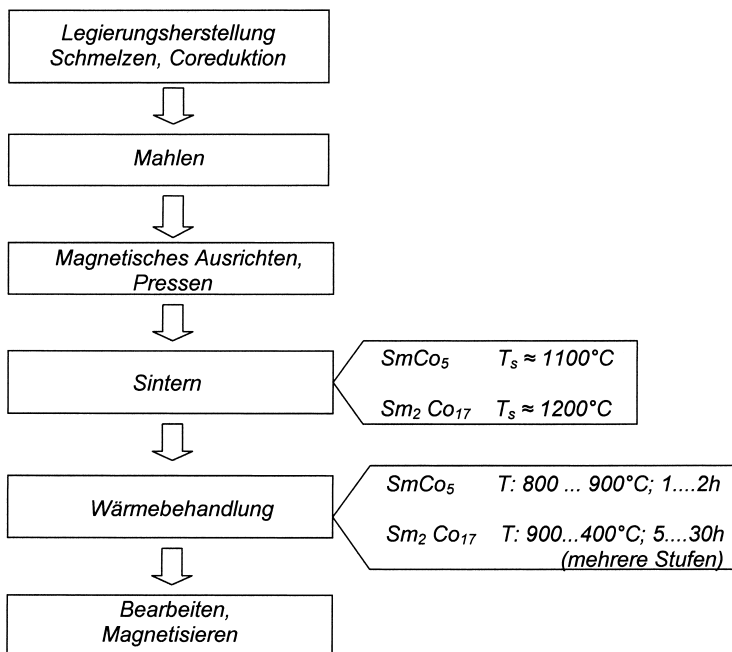 Legierungsherstellung
Schmelzen, Coreduktion
Mahlen
Magnetisches Ausrichten,
Pressen
Sintern
SmCo₅ Tₛ ≈ 1100°C
Sm₂ Co₁₇ Tₛ ≈ 1200°C
Wärmebehandlung
SmCo₅ T: 800 ... 900°C; 1....2h
Sm₂ Co₁₇ T: 900...400°C; 5....30h
(mehrere Stufen)
Bearbeiten,
Magnetisieren